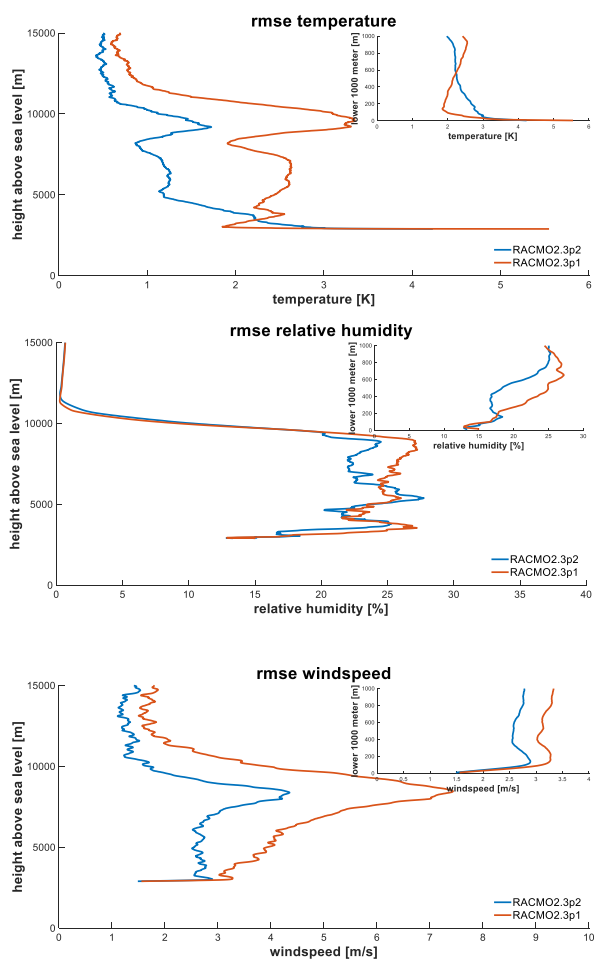 rmse temperature
height above sea level [m]
15000
10000
5000
0
0 1 2 3 4 5 6
temperature [K]
lower 1000 meter [m]
1000
800
600
400
200
0
0 1 2 3 4 5 6
temperature [K]
RACMO2.3p2
RACMO2.3p1
rmse relative humidity
height above sea level [m]
15000
10000
5000
0
0 5 10 15 20 25 30 35 40
relative humidity [%]
lower 1000 meter [m]
1000
800
600
400
200
0
0 5 10 15 20 25 30
relative humidity [%]
RACMO2.3p2
RACMO2.3p1
rmse windspeed
height above sea level [m]
15000
10000
5000
0
0 1 2 3 4 5 6 7 8 9 10
windspeed [m/s]
lower 1000 meter [m]
1000
800
600
400
200
0
0 0.5 1 1.5 2 2.5 3 3.5 4
windspeed [m/s]
RACMO2.3p2
RACMO2.3p1